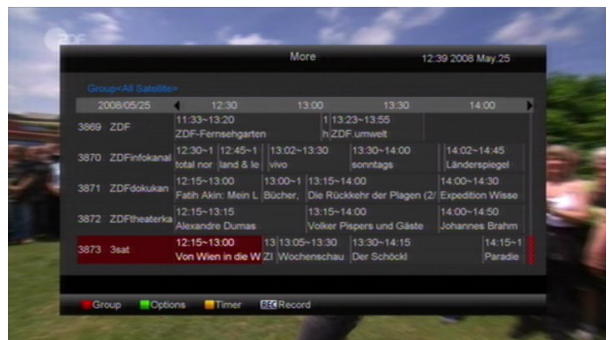 ZDF
More 12:39 2008 May.25
Group<All Satellite>
2008/05/25 12:30 13:00 13:30 14:00
11:33~13:20 1 13:23~13:55
3869 ZDF ZDF-Fernsehgarten h ZDF.umwelt
12:30~1 12:45~1 13:02~13:30 13:30~14:00 14:02~14:45
3870 ZDFinfokanal total nor land & le vivo sonntags Länderspiegel
12:15~13:00 13:00~1 13:15~14:00 14:00~14:30
3871 ZDFdokukan Fatih Akin: Mein L Bücher, Die Rückkehr der Plagen (2/ Expedition Wisse
12:15~13:15 13:15~14:00 14:00~14:50
3872 ZDFtheaterka Alexandre Dumas Volker Pispers und Gäste Johannes Brahm
12:15~13:00 13 13:05~13:30 13:30~14:15 14:15~1
3873 3sat Von Wien in die W ZI Wochenschau Der Schöckl Paradie
Group Options Timer REC Record